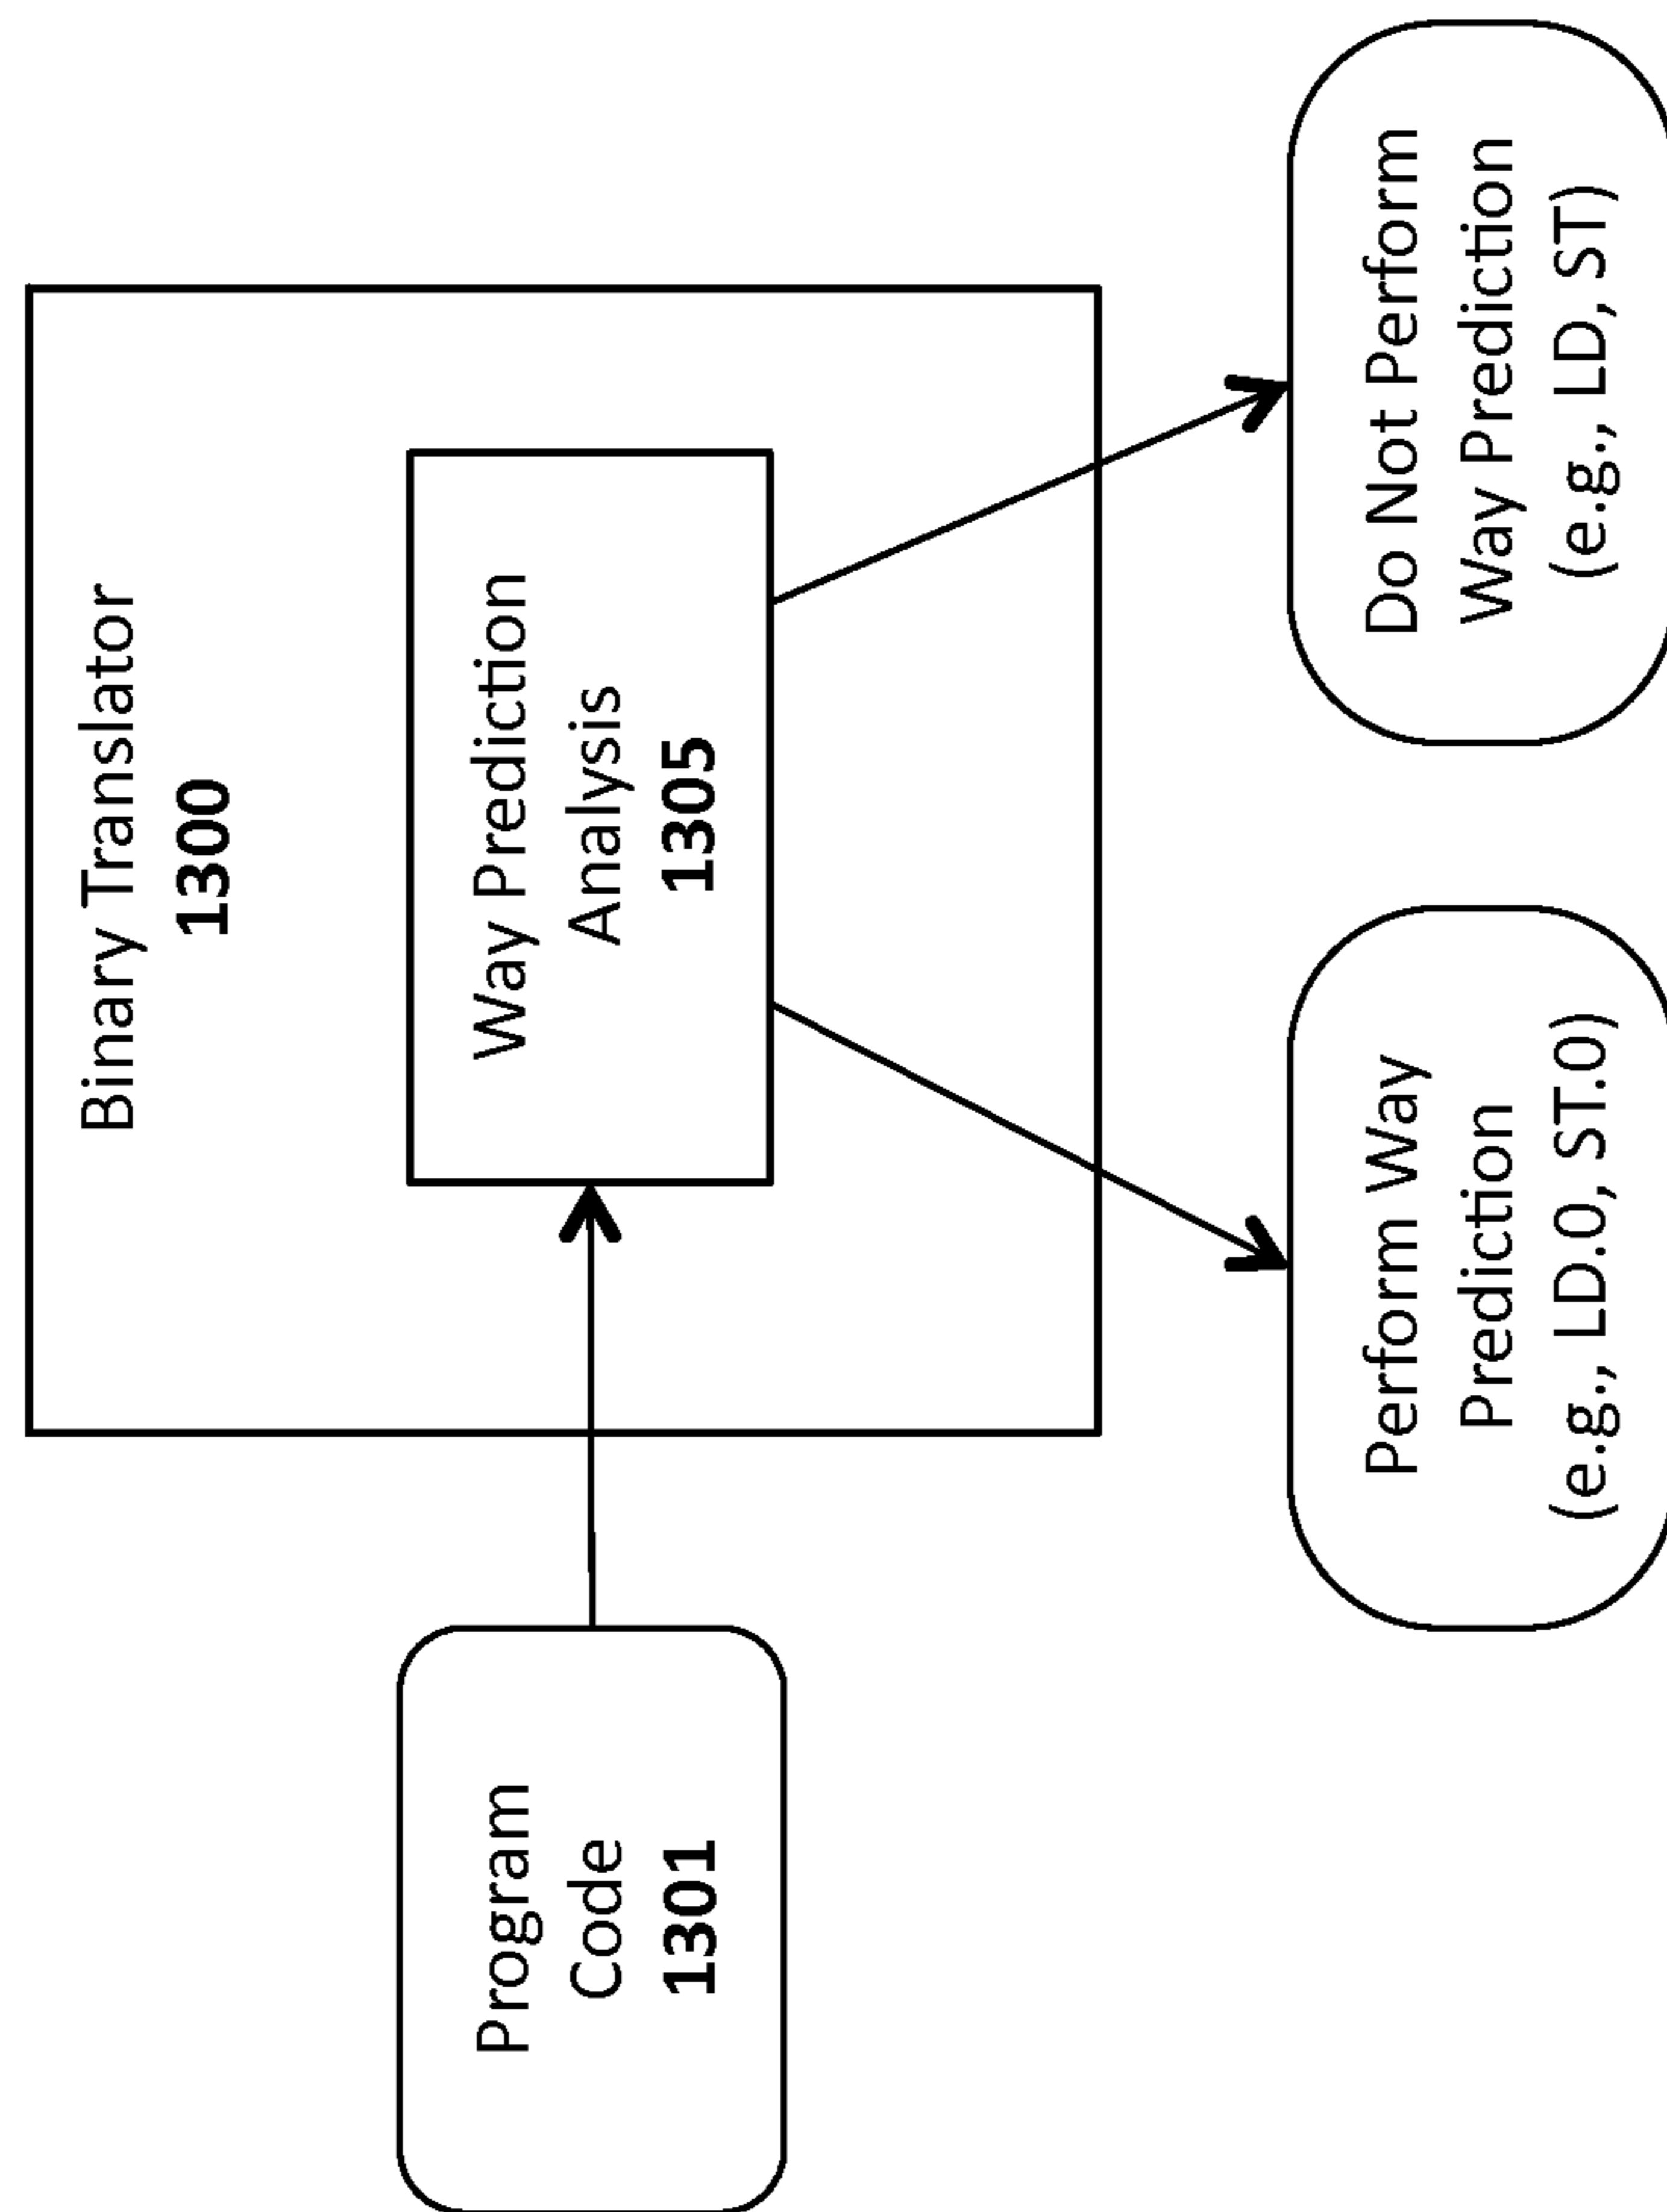 Binary Translator
1300
Program
Code
1301
Way Prediction
Analysis
1305
Perform Way
Prediction
(e.g., LD.0, ST.0)
Do Not Perform
Way Prediction
(e.g., LD, ST)